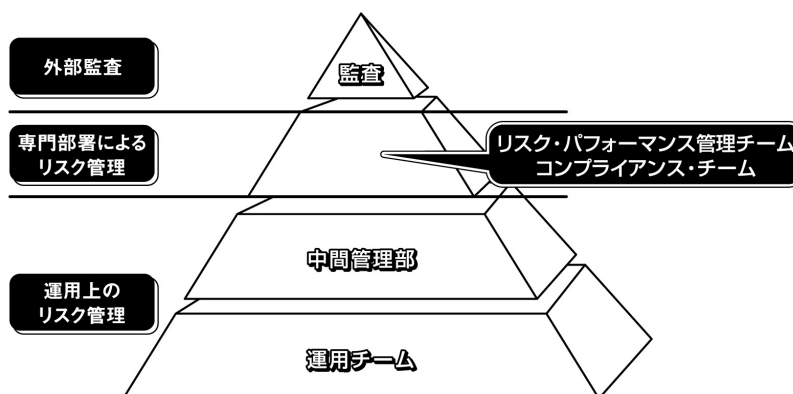 外部監査
監査
専門部署による
リスク管理
リスク・パフォーマンス管理チーム
コンプライアンス・チーム
中間管理部
運用上の
リスク管理
運用チーム